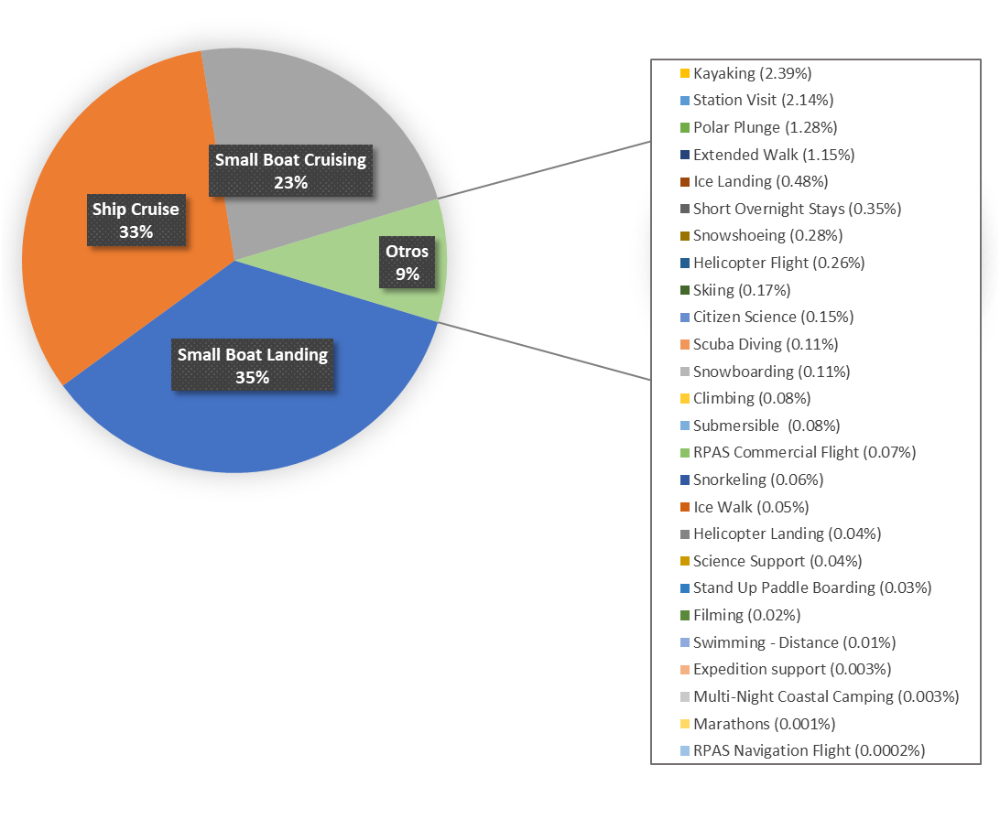 Small Boat Cruising
23%
Ship Cruise
33%
Otros
9%
Small Boat Landing
35%
Kayaking (2.39%)
Station Visit (2.14%)
Polar Plunge (1.28%)
Extended Walk (1.15%)
Ice Landing (0.48%)
Short Overnight Stays (0.35%)
Snowshoeing (0.28%)
Helicopter Flight (0.26%)
Skiing (0.17%)
Citizen Science (0.15%)
Scuba Diving (0.11%)
Snowboarding (0.11%)
Climbing (0.08%)
Submersible  (0.08%)
RPAS Commercial Flight (0.07%)
Snorkeling (0.06%)
Ice Walk (0.05%)
Helicopter Landing (0.04%)
Science Support (0.04%)
Stand Up Paddle Boarding (0.03%)
Filming (0.02%)
Swimming - Distance (0.01%)
Expedition support (0.003%)
Multi-Night Coastal Camping (0.003%)
Marathons (0.001%)
RPAS Navigation Flight (0.0002%)